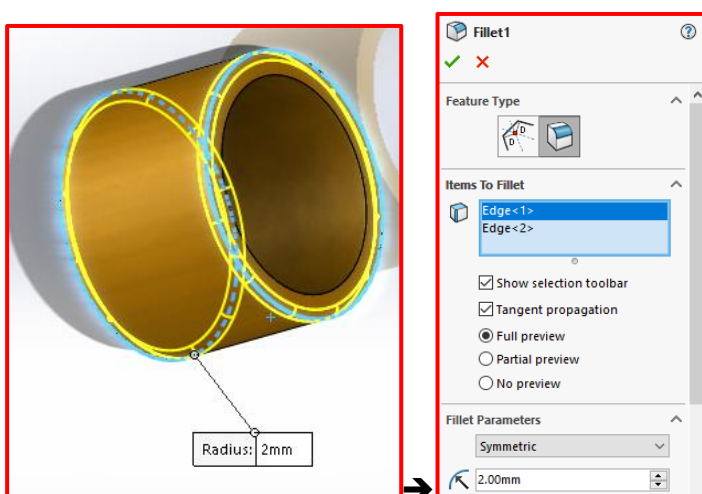 Radius: 2mm
Fillet1
Feature Type
Items To Fillet
Edge<1>
Edge<2>
Show selection toolbar
Tangent propagation
Full preview
Partial preview
No preview
Fillet Parameters
Symmetric
2.00mm